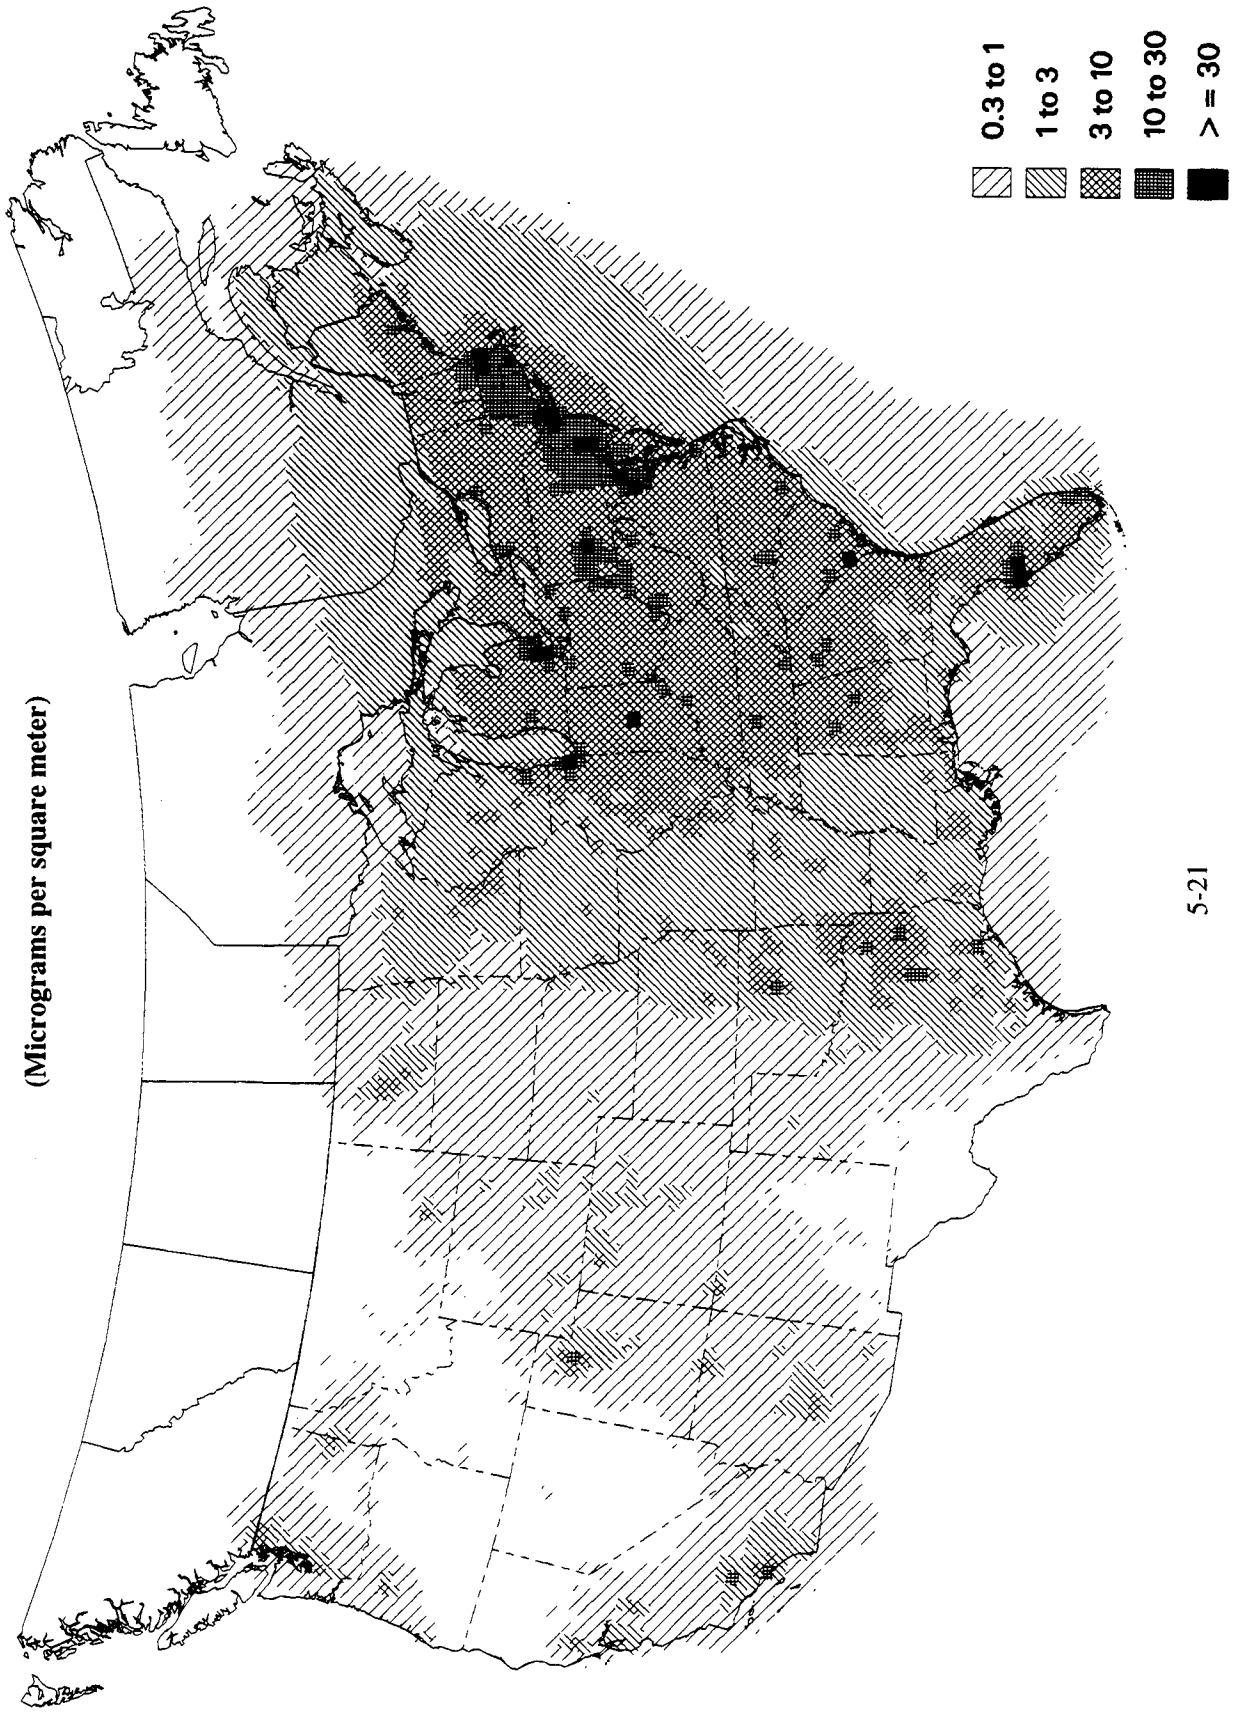 (Micrograms per square meter)
0.3 to 1
1 to 3
3 to 10
10 to 30
> = 30
5-21